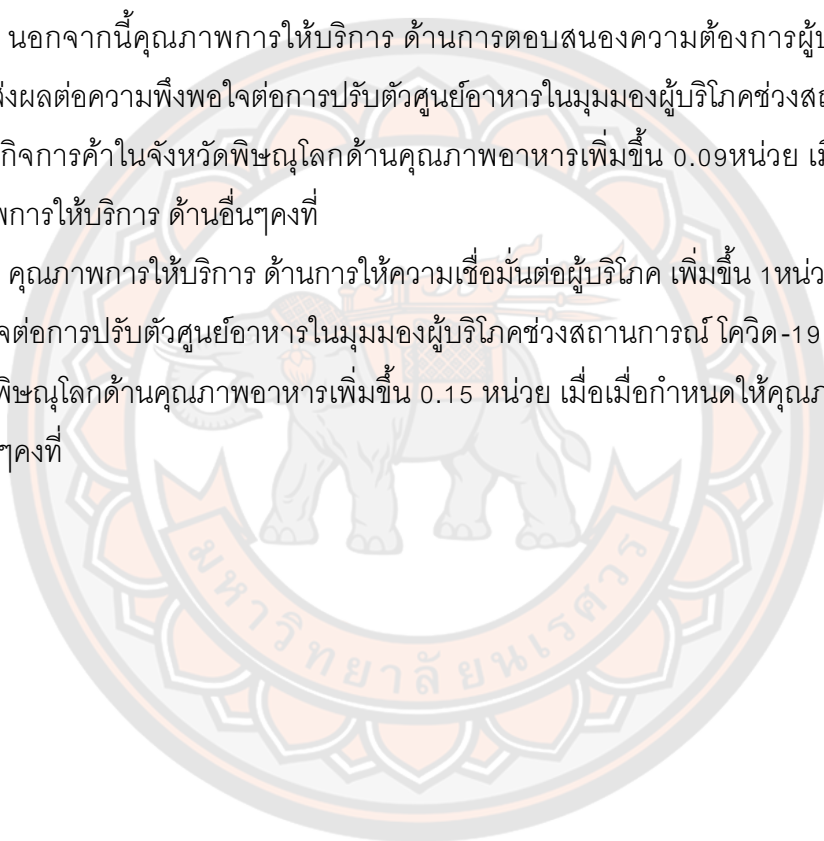 นอกจากนี้คุณภาพการให้บริการ ด้านการตอบสนองความต้องการผู้บ
ส่งผลต่อความพึงพอใจต่อการปรับตัวศูนย์อาหารในมุมมองผู้บริโภคช่วงสถ
กิจการค้าในจังหวัดพิษณุโลกด้านคุณภาพอาหารเพิ่มขึ้น 0.09หน่วย เมื
พการให้บริการ ด้านอื่นๆคงที่
คุณภาพการให้บริการ ด้านการให้ความเชื่อมั่นต่อผู้บริโภค เพิ่มขึ้น 1หน่ว
จต่อการปรับตัวศูนย์อาหารในมุมมองผู้บริโภคช่วงสถานการณ์ โควิด-19
พิษณุโลกด้านคุณภาพอาหารเพิ่มขึ้น 0.15 หน่วย เมื่อเมื่อกำหนดให้คุณภ
ๆคงที่
มหาวิทยาลัยนเรศวร